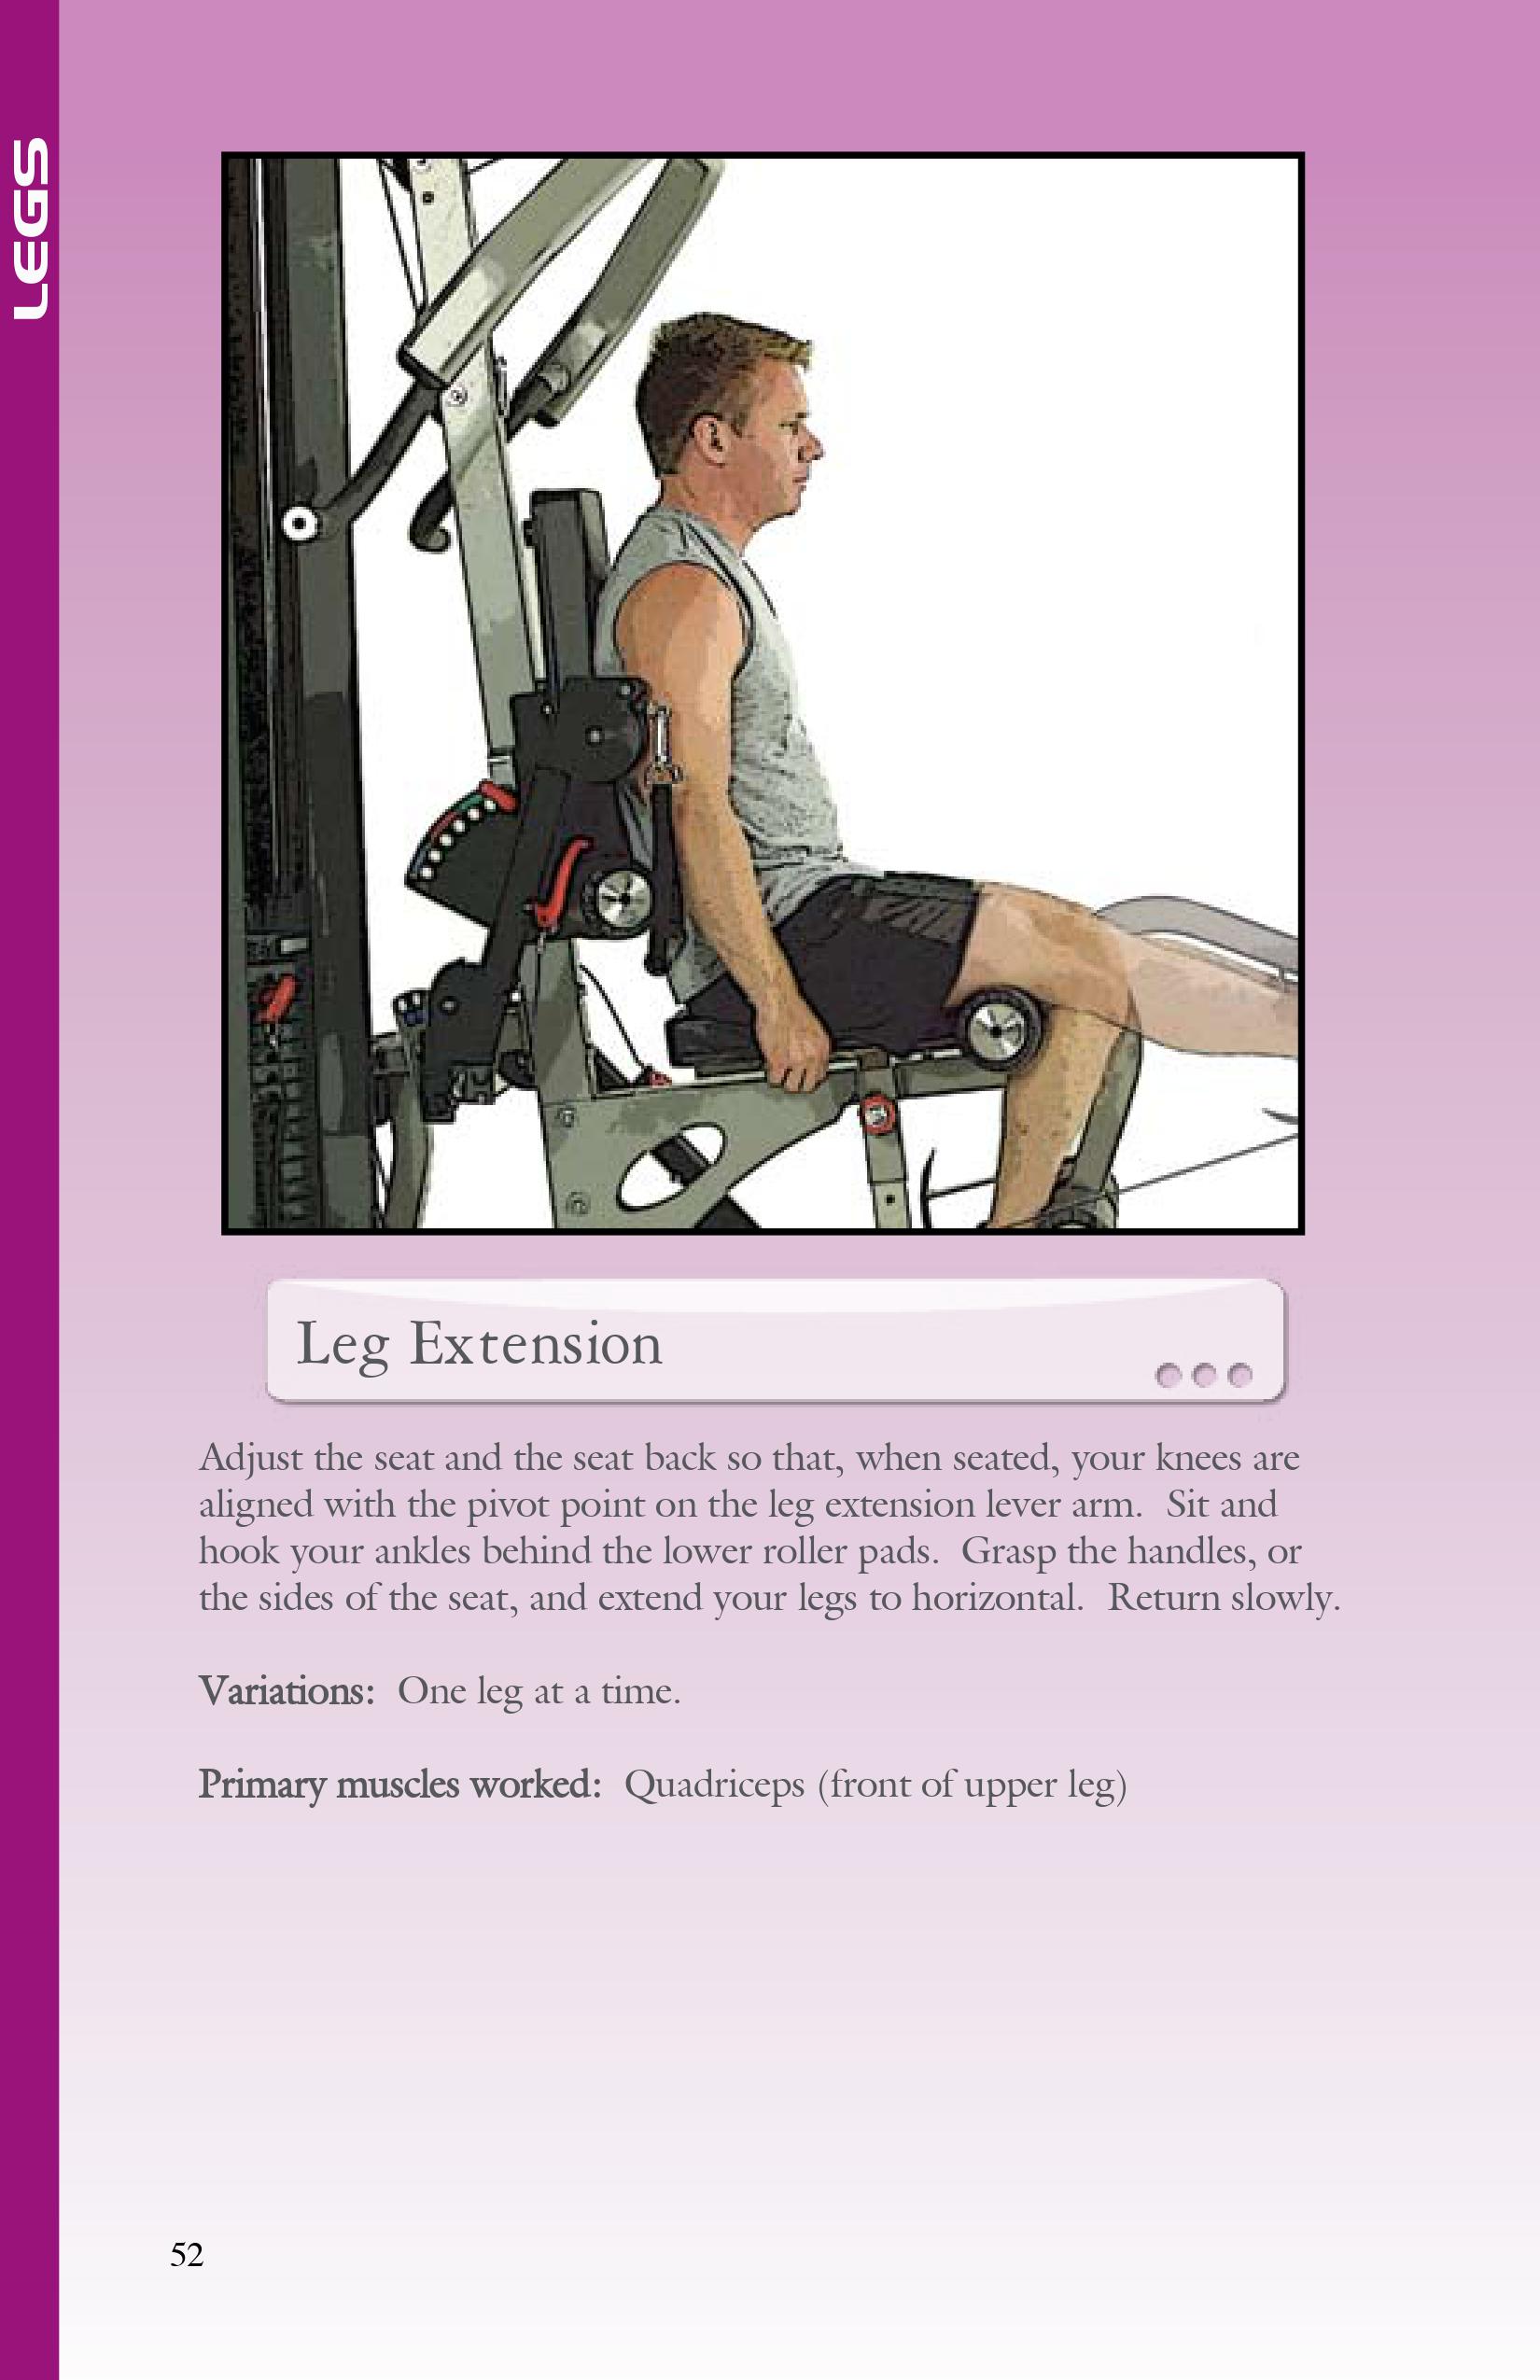 LEGS
Leg Extension
Adjust the seat and the seat back so that, when seated, your knees are
aligned with the pivot point on the leg extension lever arm.  Sit and
hook your ankles behind the lower roller pads.  Grasp the handles, or
the sides of the seat, and extend your legs to horizontal.  Return slowly.
Variations:  One leg at a time.
Primary muscles worked:  Quadriceps (front of upper leg)
52